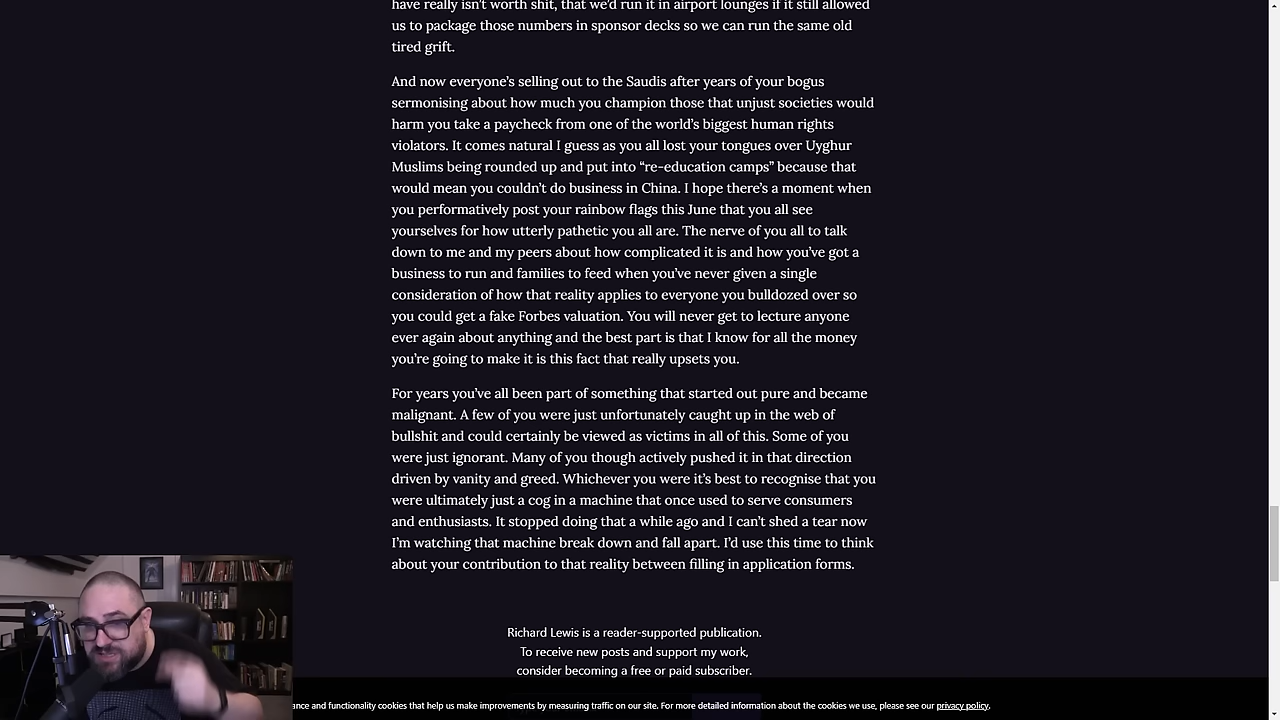 have really isn't worth shit, that we'd run it in airport lounges if it still allowed
us to package those numbers in sponsor decks so we can run the same old
tired grift.
And now everyone's selling out to the Saudis after years of your bogus
sermonising about how much you champion those that unjust societies would
harm you take a paycheck from one of the world's biggest human rights
violators. It comes natural I guess as you all lost your tongues over Uyghur
Muslims being rounded up and put into “re-education camps” because that
would mean you couldn't do business in China. I hope there's a moment when
you performatively post your rainbow flags this June that you all see
yourselves for how utterly pathetic you all are. The nerve of you all to talk
down to me and my peers about how complicated it is and how you've got a
business to run and families to feed when you've never given a single
consideration of how that reality applies to everyone you bulldozed over so
you could get a fake Forbes valuation. You will never get to lecture anyone
ever again about anything and the best part is that I know for all the money
you're going to make it is this fact that really upsets you.
For years you've all been part of something that started out pure and became
malignant. A few of you were just unfortunately caught up in the web of
bullshit and could certainly be viewed as victims in all of this. Some of you
were just ignorant. Many of you though actively pushed it in that direction
driven by vanity and greed. Whichever you were it's best to recognise that you
were ultimately just a cog in a machine that once used to serve consumers
and enthusiasts. It stopped doing that a while ago and I can't shed a tear now
I'm watching that machine break down and fall apart. I'd use this time to think
about your contribution to that reality between filling in application forms.
Richard Lewis is a reader-supported publication.
To receive new posts and support my work,
consider becoming a free or paid subscriber.
and functionality cookies that help us make improvements by measuring traffic on our site. For more detailed information about the cookies we use, please see our privacy policy.